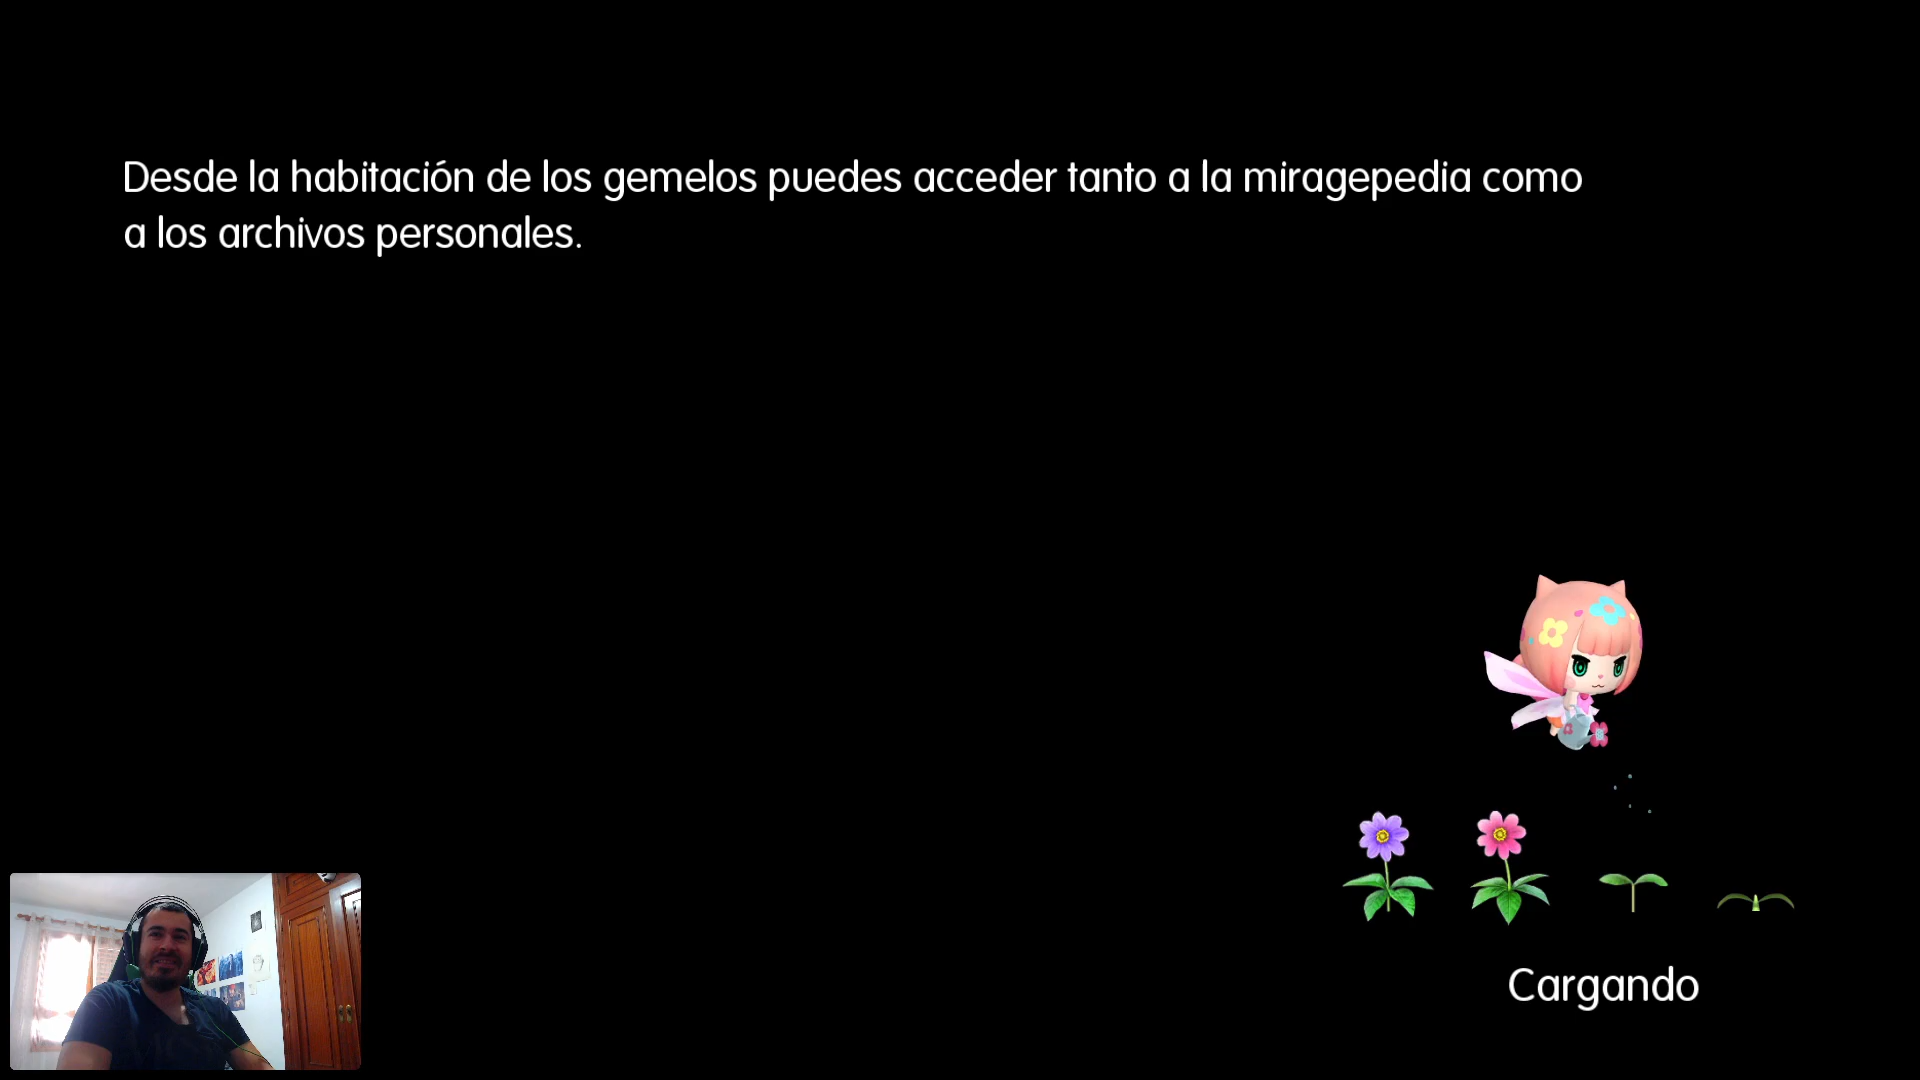 Desde la habitación de los gemelos puedes acceder tanto a la miragepedia como
a los archivos personales.
Cargando